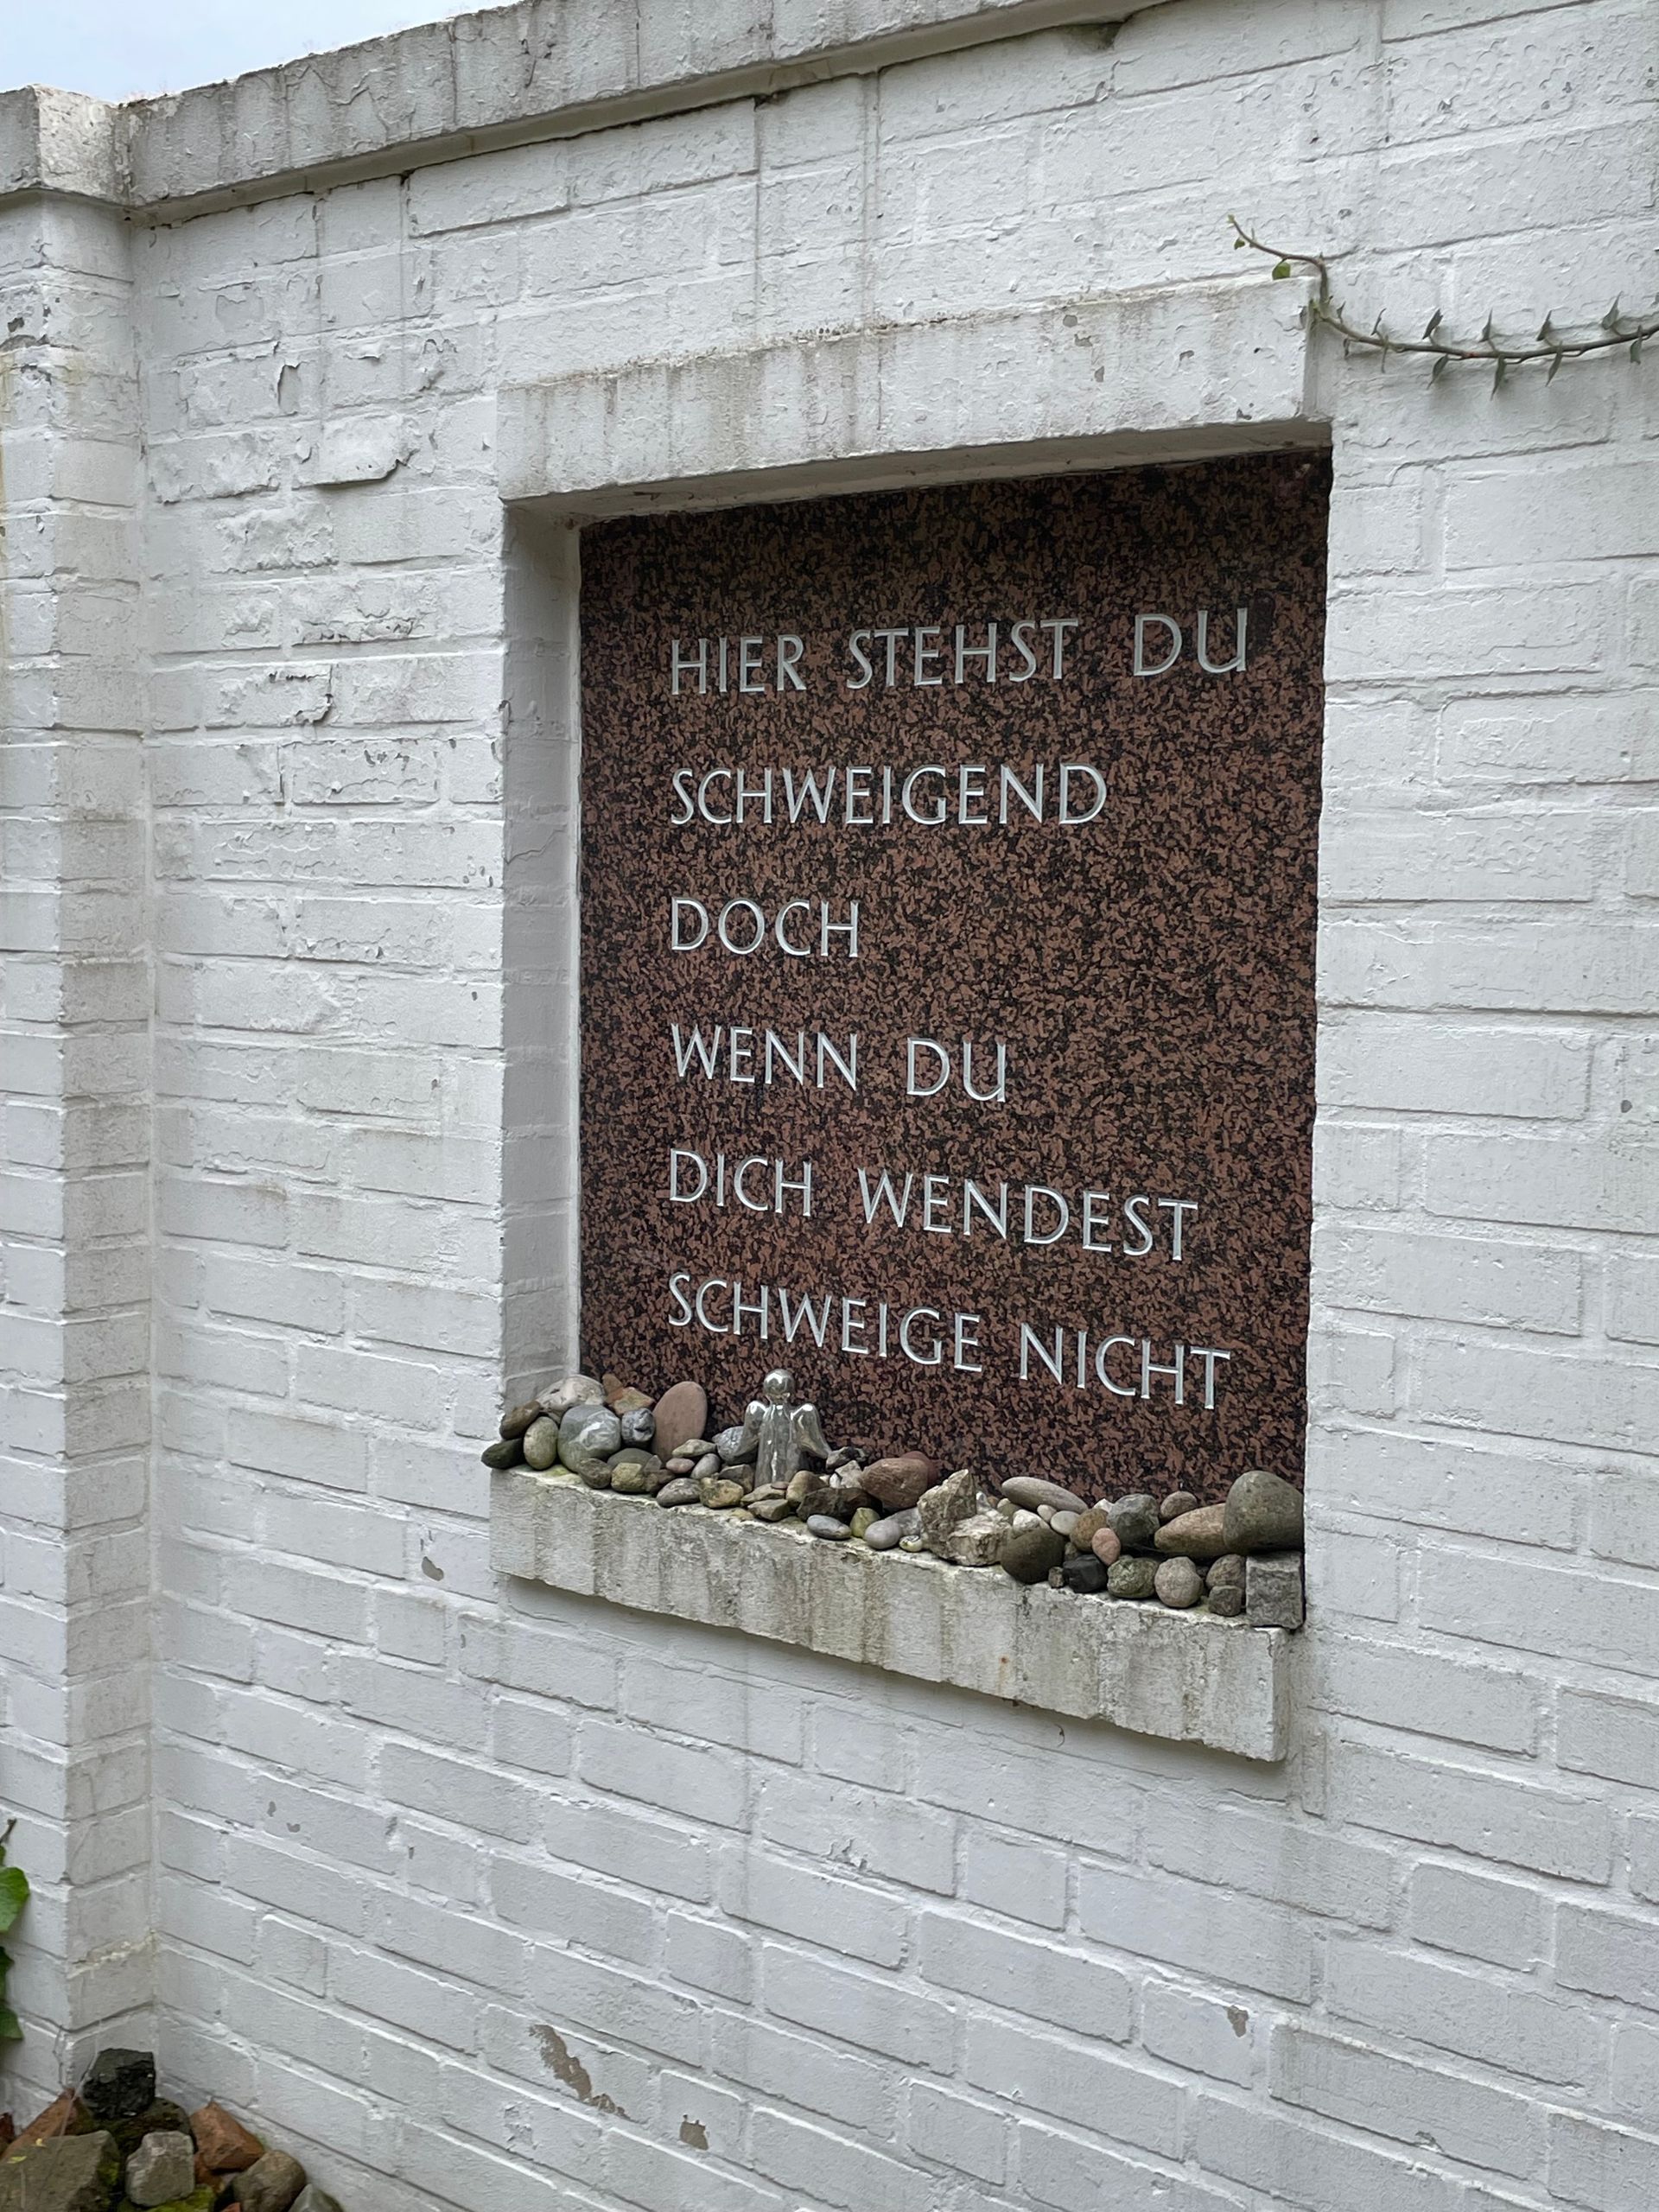 HIER STEHST DU
SCHWEIGEND
DOCH
WENN DU
DICH WENDEST
SCHWEIGE NICHT